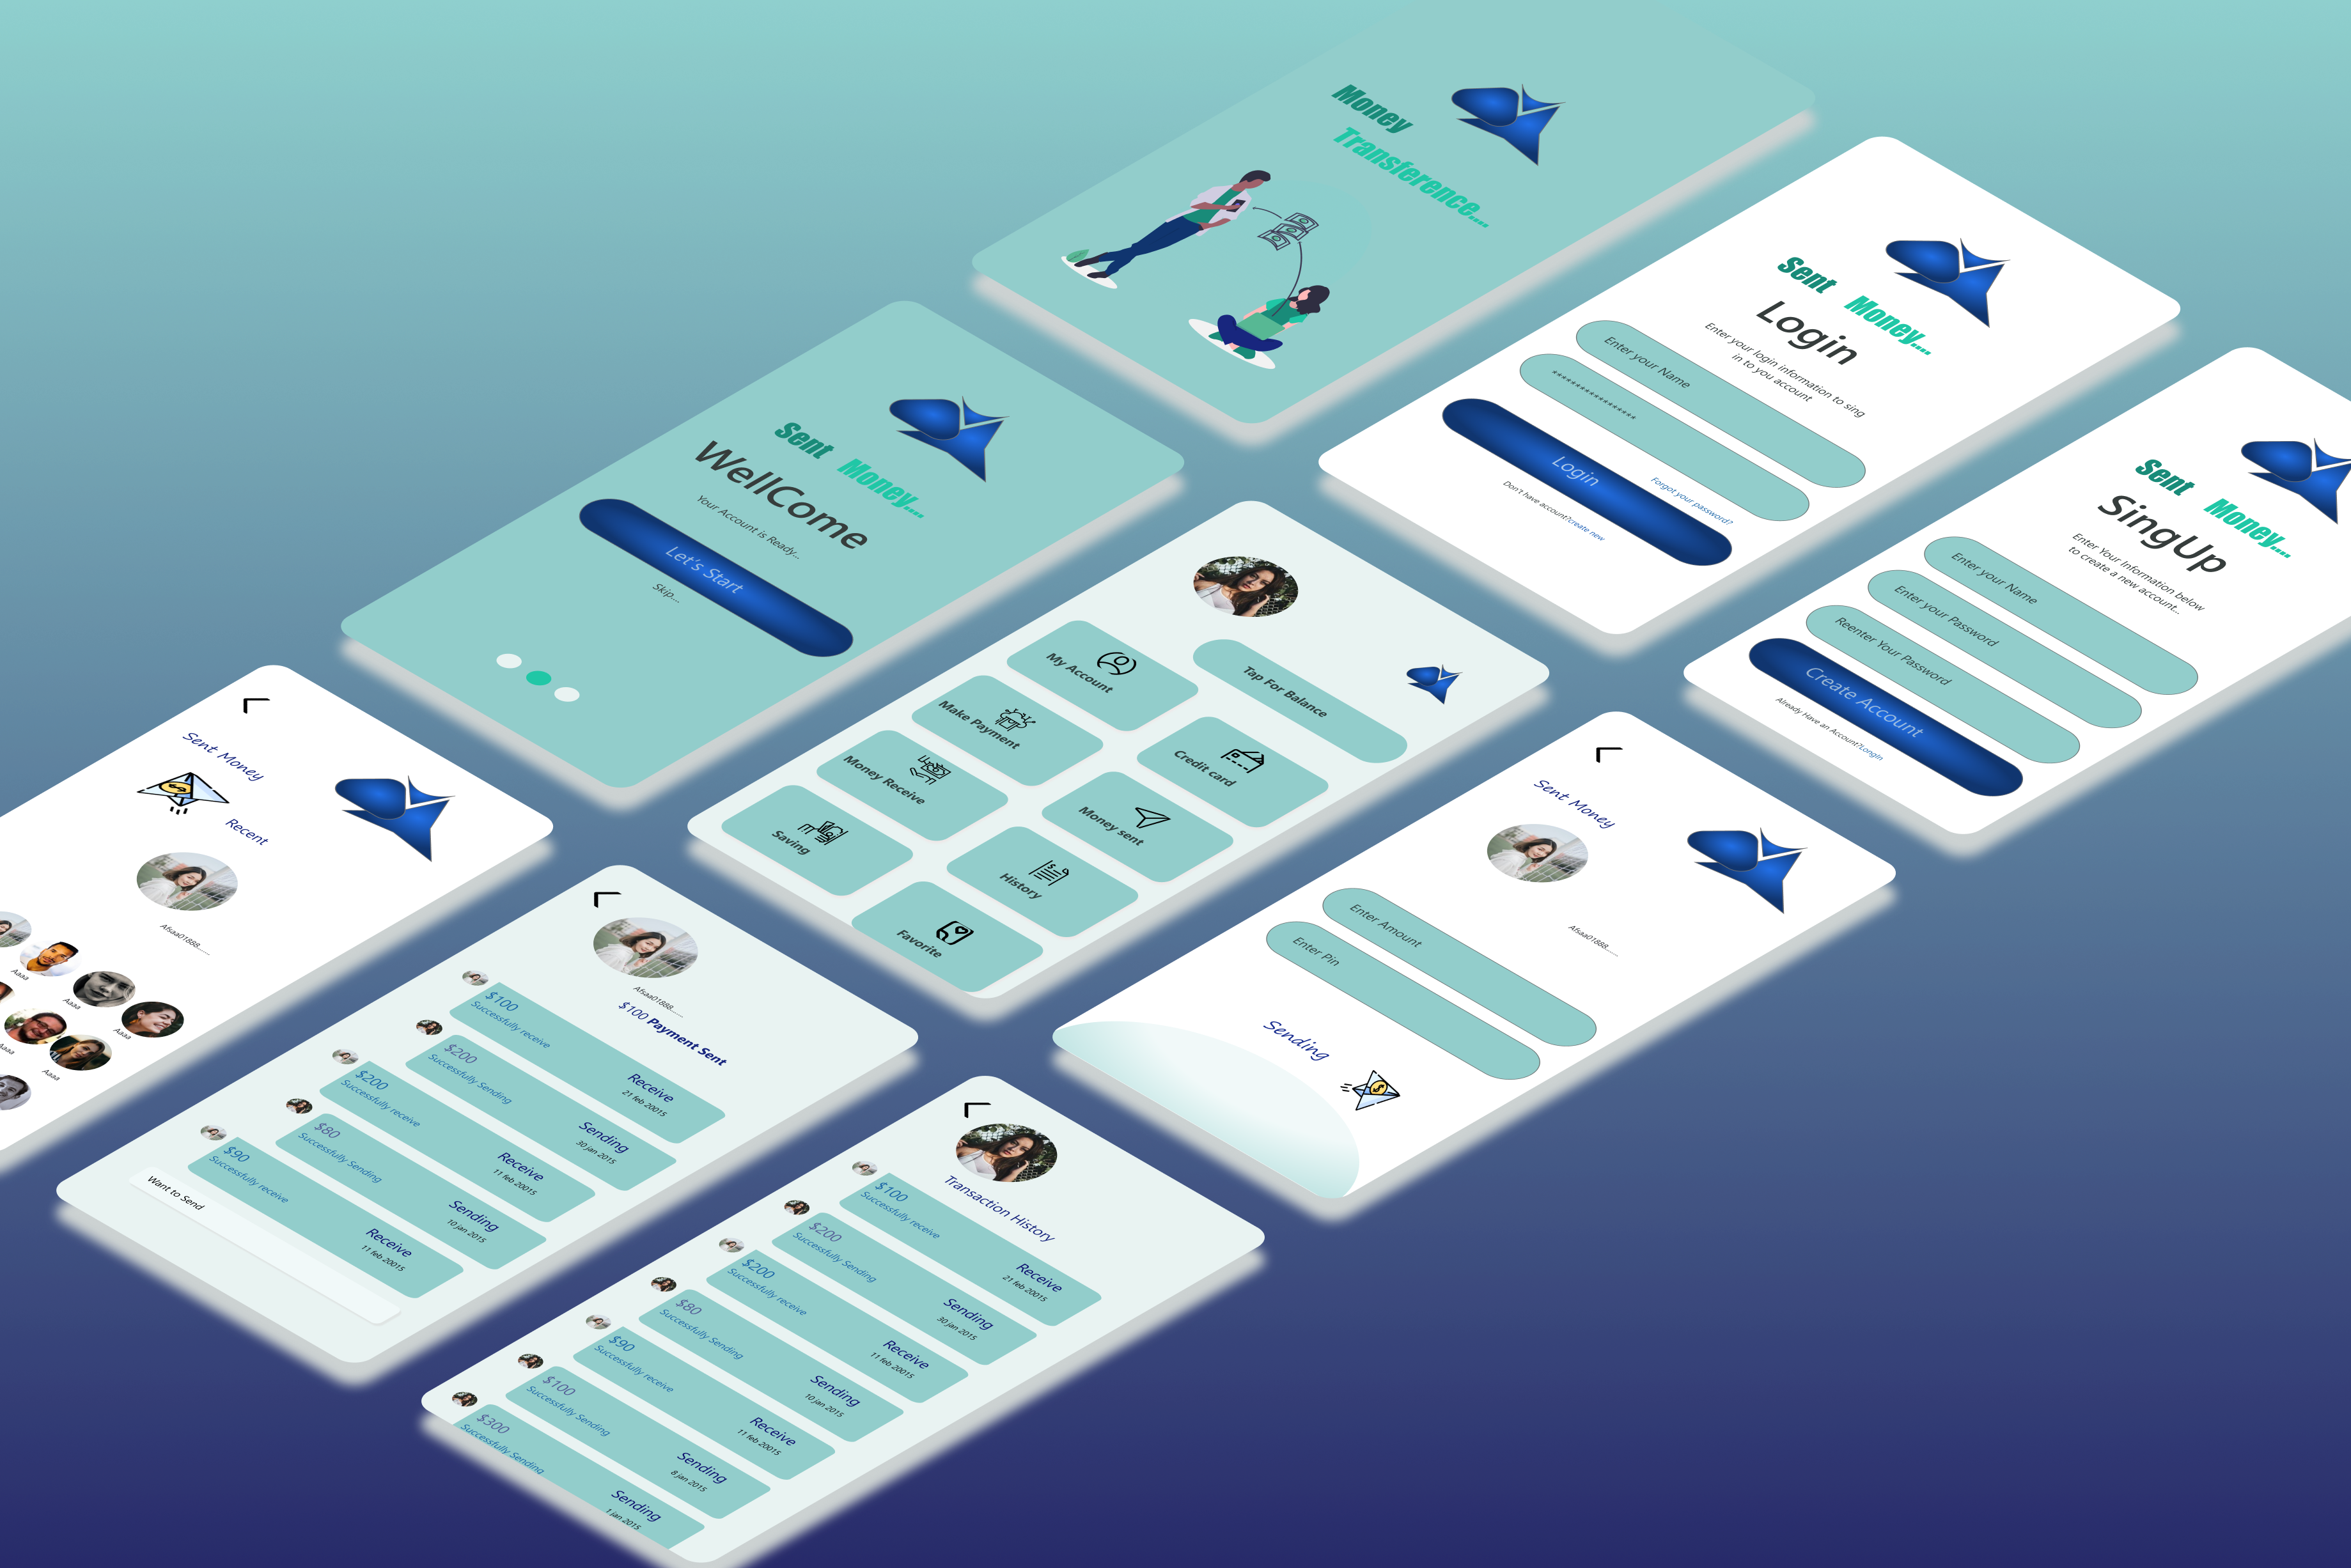 Money
Transference....
Sent Money....
WellCome
Your Account is Ready...
Let's Start
Skip...
Sent Money....
Login
Enter your login information to sing
in to you account
Enter your Name
******************
Forgot your password?
Login
Don't have account?create new
Sent Money....
SingUp
Enter Your Information below
to create a new account...
Enter your Name
Enter your Password
Reenter Your Password
Create Account
Already Have an Account?Longin
Tap For Balance
My Account
Credit card
Make Payment
Money sent
Money Receive
History
Saving
Favorite
Sent Money
Afsaa01888......
Enter Amount
Enter Pin
Sending
Sent Money
Recent
Afsaa01888......
Aaaa
Aaaa
Aaaa
Aaaa
Aaaa
Afsaa01888......
$100 Payment Sent
$100
Successfully receive
Receive
21 feb 20015
$200
Successfully Sending
Sending
30 jan 2015
$200
Successfully receive
Receive
11 feb 20015
$80
Successfully Sending
Sending
10 jan 2015
$90
Successfully receive
Receive
11 feb 20015
Want to Send
Transaction History
$100
Successfully receive
Receive
21 feb 20015
$200
Successfully Sending
Sending
30 jan 2015
$200
Successfully receive
Receive
11 feb 20015
$80
Successfully Sending
Sending
10 jan 2015
$90
Successfully receive
Receive
11 feb 20015
$100
Successfully Sending
Sending
8 jan 2015
$300
Successfully Sending
Sending
1 jan 2015